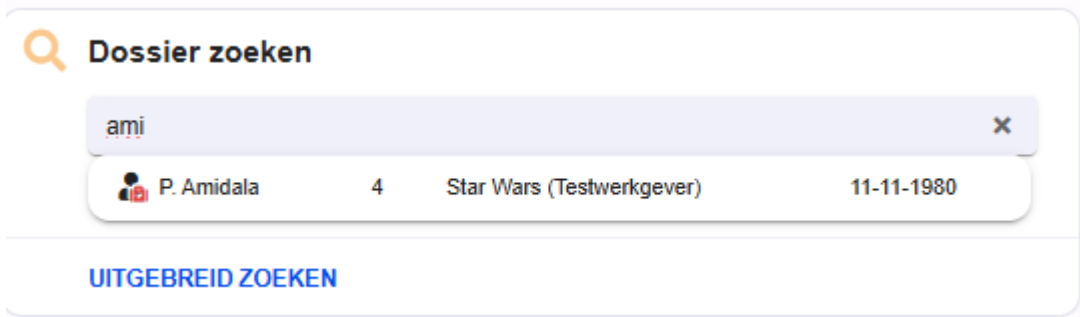 Dossier zoeken
ami
P. Amidala 4 Star Wars (Testwerkgever) 11-11-1980
UITGEBREID ZOEKEN